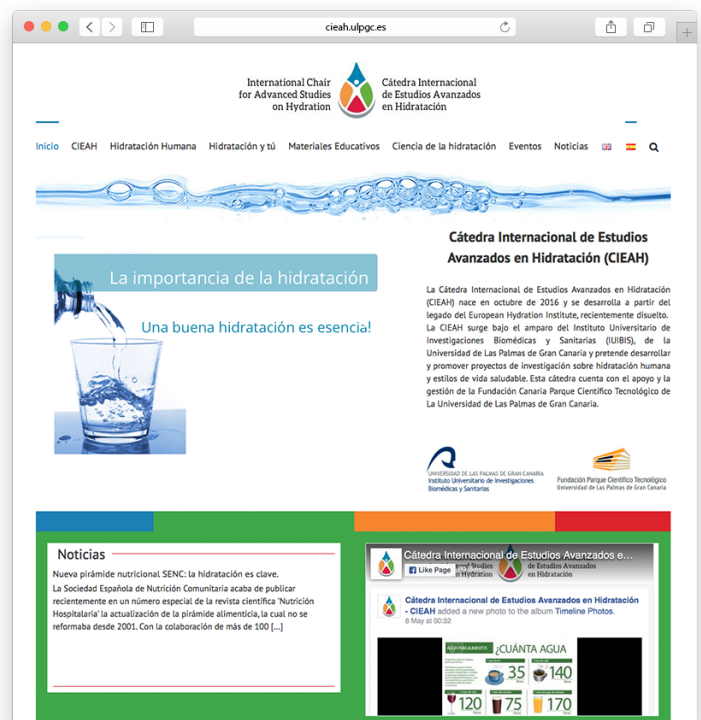 cieah.ulpgc.es
International Chair
for Advanced Studies
on Hydration
Cátedra Internacional
de Estudios Avanzados
en Hidratación
Inicio CIEAH Hidratación Humana Hidratación y tú Materiales Educativos Ciencia de la hidratación Eventos Noticias
La importancia de la hidratación
Una buena hidratación es esencia!
Cátedra Internacional de Estudios
Avanzados en Hidratación (CIEAH)
La Cátedra Internacional de Estudios Avanzados en Hidratación
(CIEAH) nace en octubre de 2016 y se desarrolla a partir del
legado del European Hydration Institute, recientemente disuelto.
La CIEAH surge bajo el amparo del Instituto Universitario de
Investigaciones Biomédicas y Sanitarias (IUIBIS), de la
Universidad de Las Palmas de Gran Canaria y pretende desarrollar
y promover proyectos de investigación sobre hidratación humana
y estilos de vida saludable. Esta cátedra cuenta con el apoyo y la
gestión de la Fundación Canaria Parque Científico Tecnológico de
La Universidad de Las Palmas de Gran Canaria.
UNIVERSIDAD DE LAS PALMAS DE GRAN CANARIA
Instituto Universitario de Investigaciones
Biomédicas y Sanitarias
Fundación Parque Científico Tecnológico
Universidad de Las Palmas de Gran Canaria
Noticias
Nueva pirámide nutricional SENC: la hidratación es clave.
La Sociedad Española de Nutrición Comunitaria acaba de publicar
recientemente en un número especial de la revista científica 'Nutrición
Hospitalaria' la actualización de la pirámide alimenticia, la cual no se
reformaba desde 2001. Con la colaboración de más de 100 [...]
Cátedra Internacional de Estudios Avanzados e...
Like Page
Studies
on Hydration
de Estudios Avanzados
en Hidratación
Cátedra Internacional de Estudios Avanzados en Hidratación
- CIEAH added a new photo to the album Timeline Photos.
8 May at 00:32
¿CUÁNTA AGUA
35 140
120 75 170